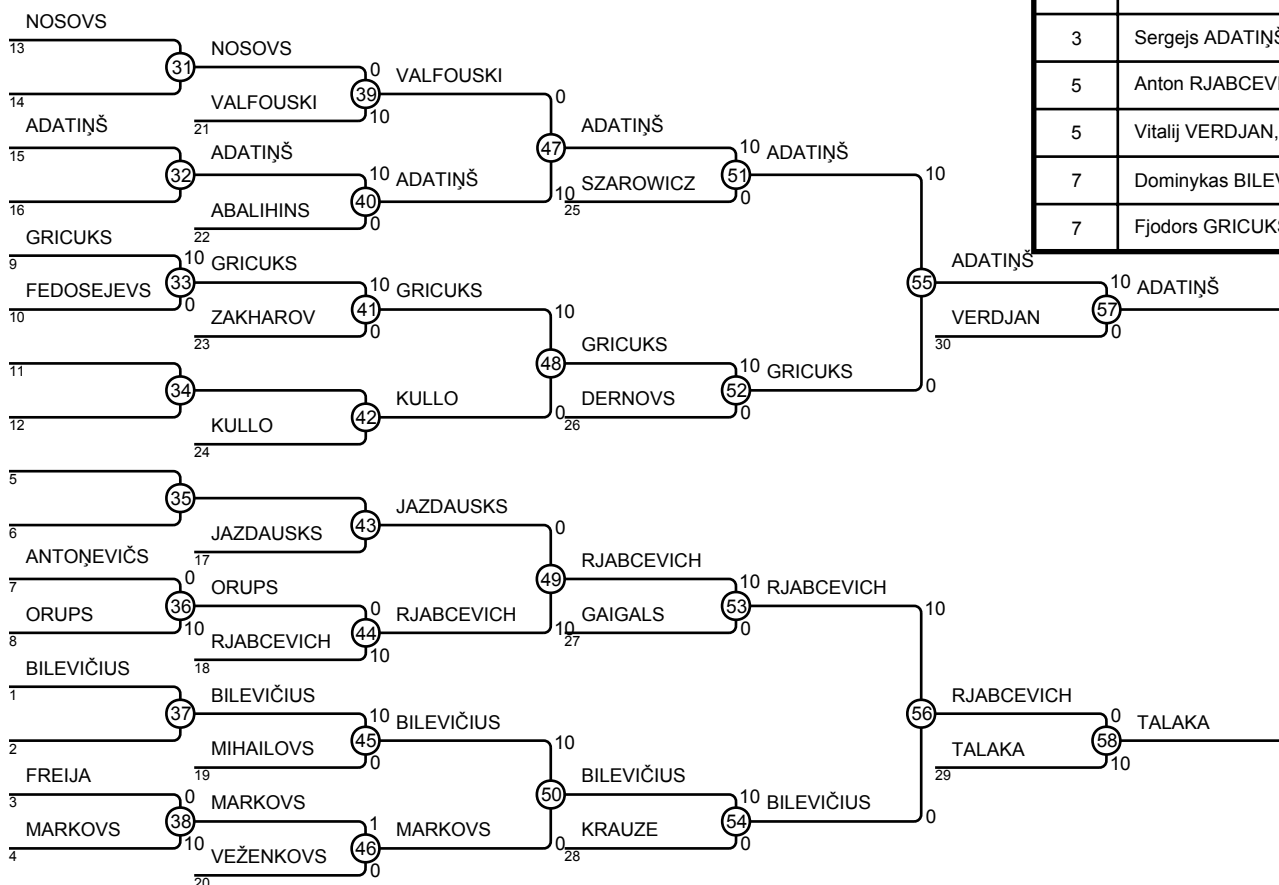 NOSOVS
13
31
14
NOSOVS
0
39
VALFOUSKI
21
10
VALFOUSKI
0
ADATIŅŠ
15
32
16
ADATIŅŠ
10
40
ABALIHINS
22
0
ADATIŅŠ
10
47
ADATIŅŠ
10
51
SZAROWICZ
25
0
ADATIŅŠ
10
GRICUKS
9
10
33
FEDOSEJEVS
10
0
GRICUKS
10
41
ZAKHAROV
23
0
GRICUKS
10
11
34
12
42
KULLO
24
KULLO
0
48
GRICUKS
10
52
DERNOVS
26
0
GRICUKS
0
55
ADATIŅŠ
10
57
VERDJAN
30
0
ADATIŅŠ
5
35
6
43
JAZDAUSKS
17
JAZDAUSKS
0
ANTOŅEVIČS
7
0
36
ORUPS
8
10
ORUPS
0
44
RJABCEVICH
18
10
RJABCEVICH
10
49
RJABCEVICH
10
53
GAIGALS
27
0
RJABCEVICH
10
BILEVIČIUS
1
37
2
BILEVIČIUS
10
45
MIHAILOVS
19
0
BILEVIČIUS
10
FREIJA
3
0
38
MARKOVS
4
10
MARKOVS
1
46
VEŽENKOVS
20
0
MARKOVS
0
50
BILEVIČIUS
10
54
KRAUZE
28
0
BILEVIČIUS
0
56
RJABCEVICH
0
58
TALAKA
29
10
TALAKA
3 Sergejs ADATIŅŠ
5 Anton RJABCEVI
5 Vitalij VERDJAN,
7 Dominykas BILEV
7 Fjodors GRICUKS